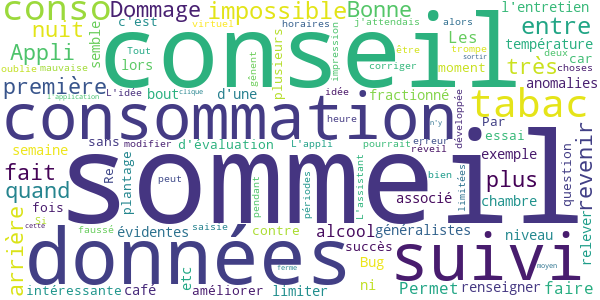 conso Dommage impossible Bonne l'entretien
nuit c'est virtuel horaires j'attendais alors Les entre
Appli semble conseil température
Tout lors plusieurs gênent impression être trompe deux sortir
oublie mauvaise corriger moment très car choses
première l'application L'idée bout clique d'une idée fractionné anomalies
consommation heure n'y développée tabac
sans modifier d'évaluation L'appli pourrait erreur réveil Par essai
semaine fait quand plantage Re peut sommeil bien limitées exemple plus question revenir
fois Si cette pendant périodes L'assistant associé chambre relever
arrière évidentes faussé saisie contre alcool généralistes niveau
données succès suivi
etc ferme Bug moyen
intéressante café améliorer limiter ni Permet renseigner faire